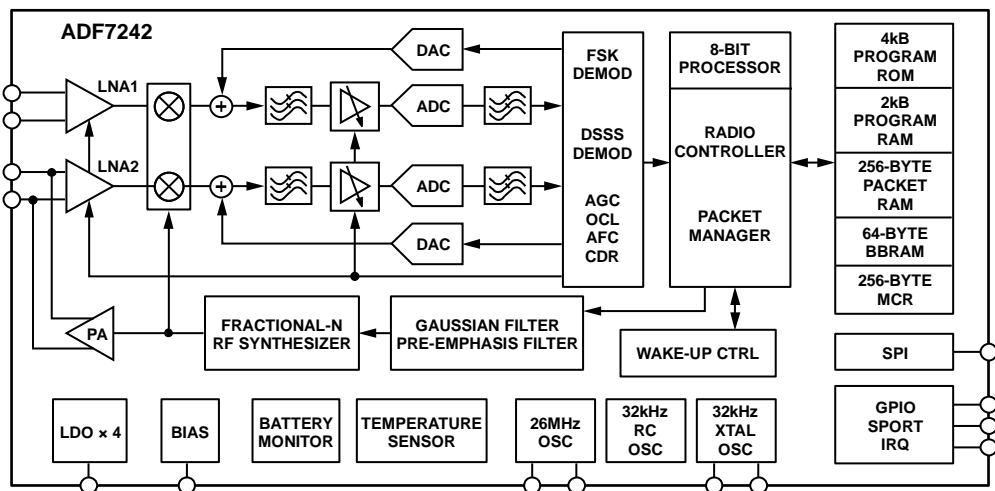 ADF7242
LNA1
LNA2
DAC
ADC
ADC
DAC
FSK
DEMOD
DSSS
DEMOD
AGC
OCL
AFC
CDR
8-BIT
PROCESSOR
RADIO
CONTROLLER
PACKET
MANAGER
4kB
PROGRAM
ROM
2kB
PROGRAM
RAM
256-BYTE
PACKET
RAM
64-BYTE
BBRAM
256-BYTE
MCR
PA
FRACTIONAL-N
RF SYNTHESIZER
GAUSSIAN FILTER
PRE-EMPHASIS FILTER
WAKE-UP CTRL
SPI
LDO × 4
BIAS
BATTERY
MONITOR
TEMPERATURE
SENSOR
26MHz
OSC
32kHz
RC
OSC
32kHz
XTAL
OSC
GPIO
SPORT
IRQ